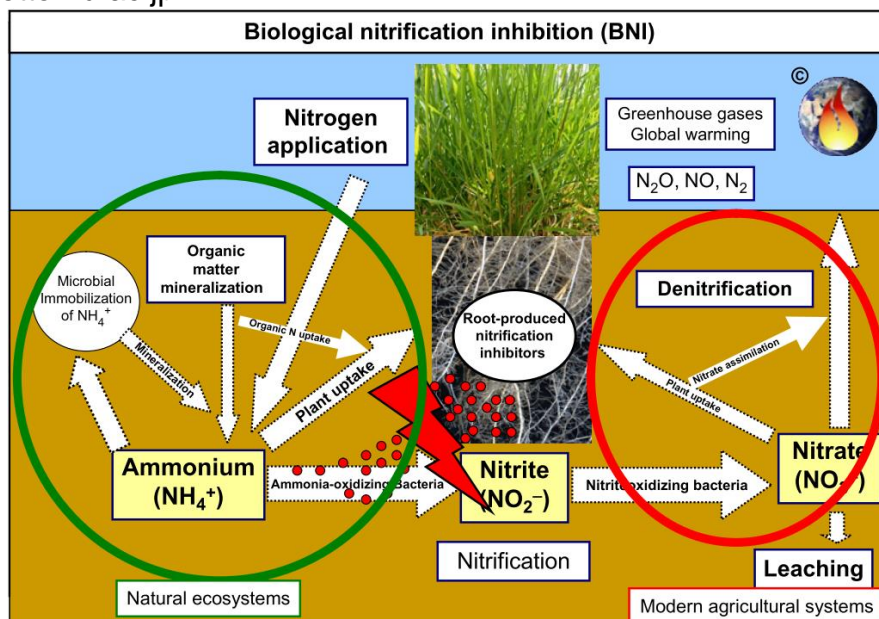 Biological nitrification inhibition (BNI)
©
Nitrogen
application
Greenhouse gases
Global warming
N₂O, NO, N₂
Organic
matter
mineralization
Microbial
Immobilization
of NH₄⁺
Denitrification
Root-produced
nitrification
inhibitors
Organic N uptake
Mineralization
Plant uptake
Nitrate assimilation
Plant uptake
Ammonium
(NH₄⁺)
Ammonia-oxidizing Bacteria
Nitrite
(NO₂⁻)
Nitrite oxidizing bacteria
Nitrate
Nitrification
Leaching
Natural ecosystems
Modern agricultural systems